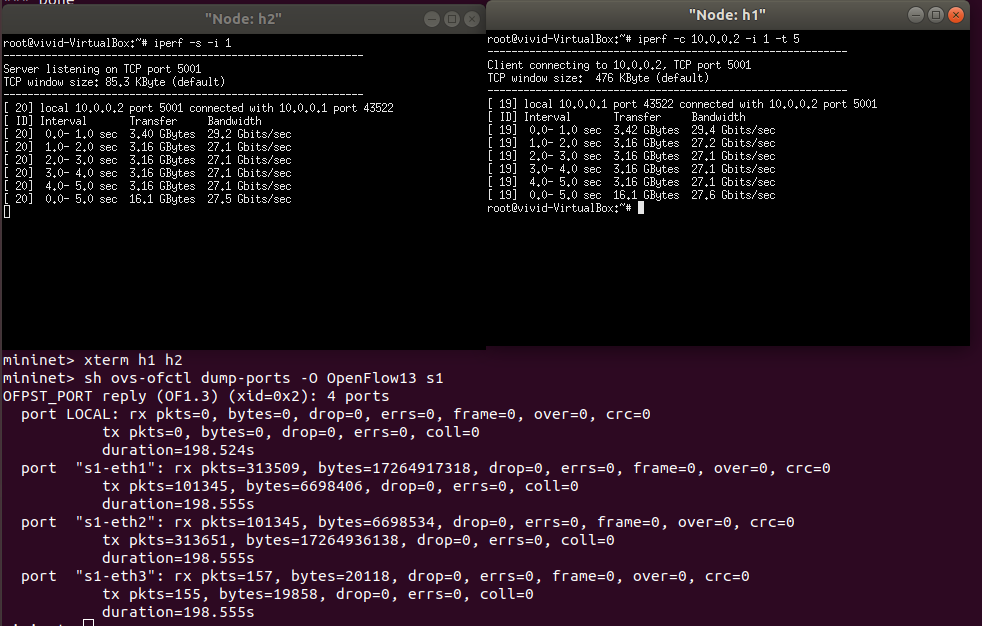 "Node: h2"
root@vivid-VirtualBox:~# iperf -s -i 1
------------------------------------------------------------
Server listening on TCP port 5001
TCP window size: 85.3 KByte (default)
------------------------------------------------------------
[ 20] local 10.0.0.2 port 5001 connected with 10.0.0.1 port 43522
[ ID] Interval Transfer Bandwidth
[ 20] 0.0- 1.0 sec 3.40 GBytes 29.2 Gbits/sec
[ 20] 1.0- 2.0 sec 3.16 GBytes 27.1 Gbits/sec
[ 20] 2.0- 3.0 sec 3.16 GBytes 27.1 Gbits/sec
[ 20] 3.0- 4.0 sec 3.16 GBytes 27.1 Gbits/sec
[ 20] 4.0- 5.0 sec 3.16 GBytes 27.1 Gbits/sec
[ 20] 0.0- 5.0 sec 16.1 GBytes 27.5 Gbits/sec
"Node: h1"
root@vivid-VirtualBox:~# iperf -c 10.0.0.2 -i 1 -t 5
------------------------------------------------------------
Client connecting to 10.0.0.2, TCP port 5001
TCP window size: 476 KByte (default)
------------------------------------------------------------
[ 19] local 10.0.0.1 port 43522 connected with 10.0.0.2 port 5001
[ ID] Interval Transfer Bandwidth
[ 19] 0.0- 1.0 sec 3.42 GBytes 29.4 Gbits/sec
[ 19] 1.0- 2.0 sec 3.16 GBytes 27.2 Gbits/sec
[ 19] 2.0- 3.0 sec 3.16 GBytes 27.1 Gbits/sec
[ 19] 3.0- 4.0 sec 3.16 GBytes 27.1 Gbits/sec
[ 19] 4.0- 5.0 sec 3.16 GBytes 27.1 Gbits/sec
[ 19] 0.0- 5.0 sec 16.1 GBytes 27.6 Gbits/sec
root@vivid-VirtualBox:~#
mininet> xterm h1 h2
mininet> sh ovs-ofctl dump-ports -O OpenFlow13 s1
OFPST_PORT reply (OF1.3) (xid=0x2): 4 ports
port LOCAL: rx pkts=0, bytes=0, drop=0, errs=0, frame=0, over=0, crc=0
tx pkts=0, bytes=0, drop=0, errs=0, coll=0
duration=198.524s
port "s1-eth1": rx pkts=313509, bytes=17264917318, drop=0, errs=0, frame=0, over=0, crc=0
tx pkts=101345, bytes=6698406, drop=0, errs=0, coll=0
duration=198.555s
port "s1-eth2": rx pkts=101345, bytes=6698534, drop=0, errs=0, frame=0, over=0, crc=0
tx pkts=313651, bytes=17264936138, drop=0, errs=0, coll=0
duration=198.555s
port "s1-eth3": rx pkts=157, bytes=20118, drop=0, errs=0, frame=0, over=0, crc=0
tx pkts=155, bytes=19858, drop=0, errs=0, coll=0
duration=198.555s